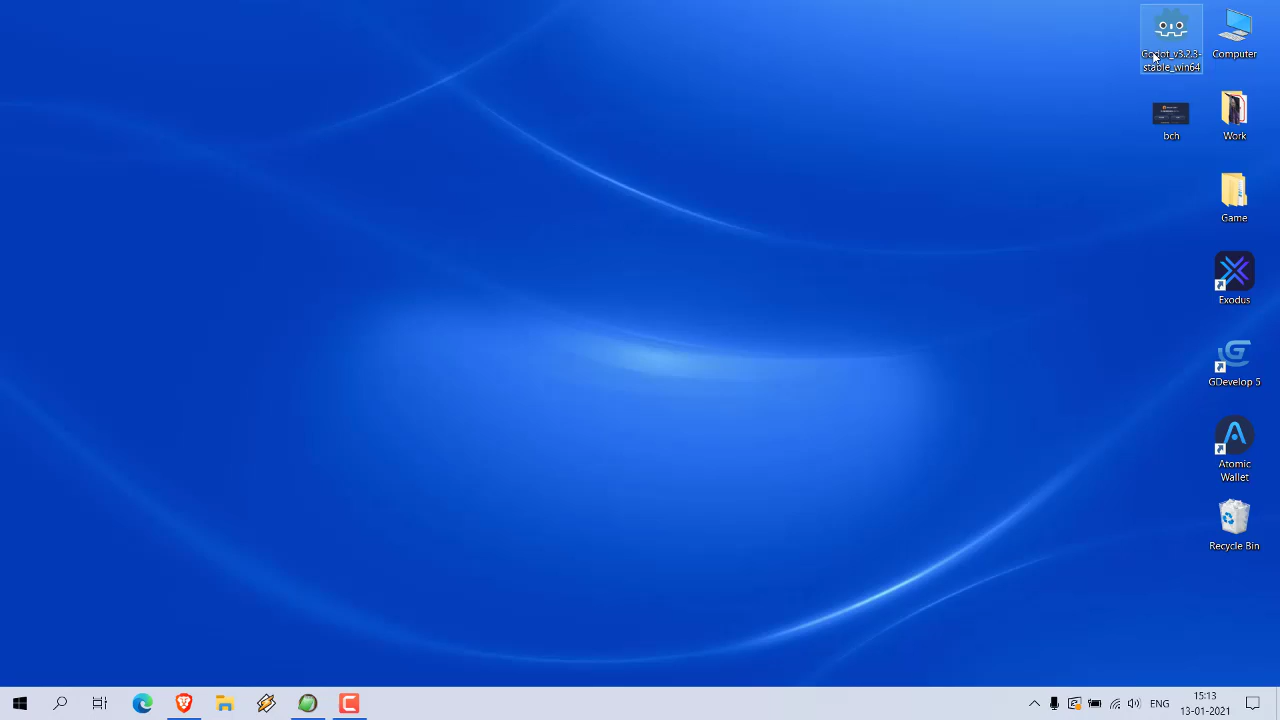 Godot_v3.2.3-
stable_win64
Computer
bch
Work
Game
Exodus
GDevelop 5
Atomic
Wallet
Recycle Bin
ENG
15:13
13-01-2021